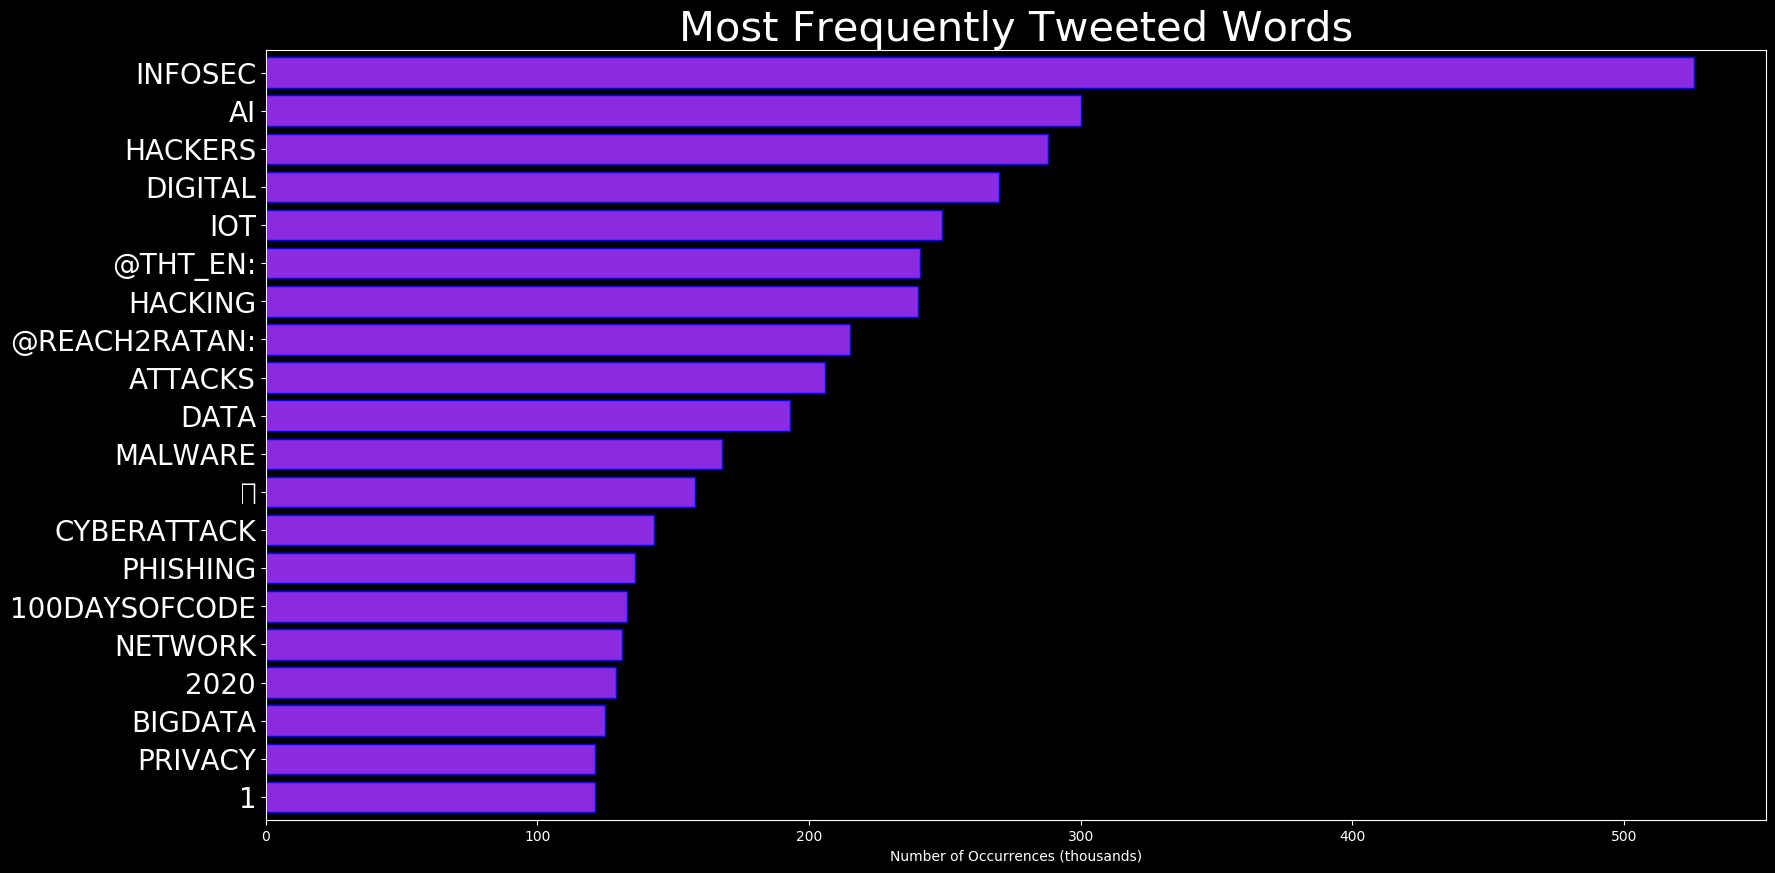 Most Frequently Tweeted Words
INFOSEC
AI
HACKERS
DIGITAL
IOT
@THT_EN:
HACKING
@REACH2RATAN:
ATTACKS
DATA
MALWARE
CYBERATTACK
PHISHING
100DAYSOFCODE
NETWORK
2020
BIGDATA
PRIVACY
1
0 100 200 300 400 500
Number of Occurrences (thousands)